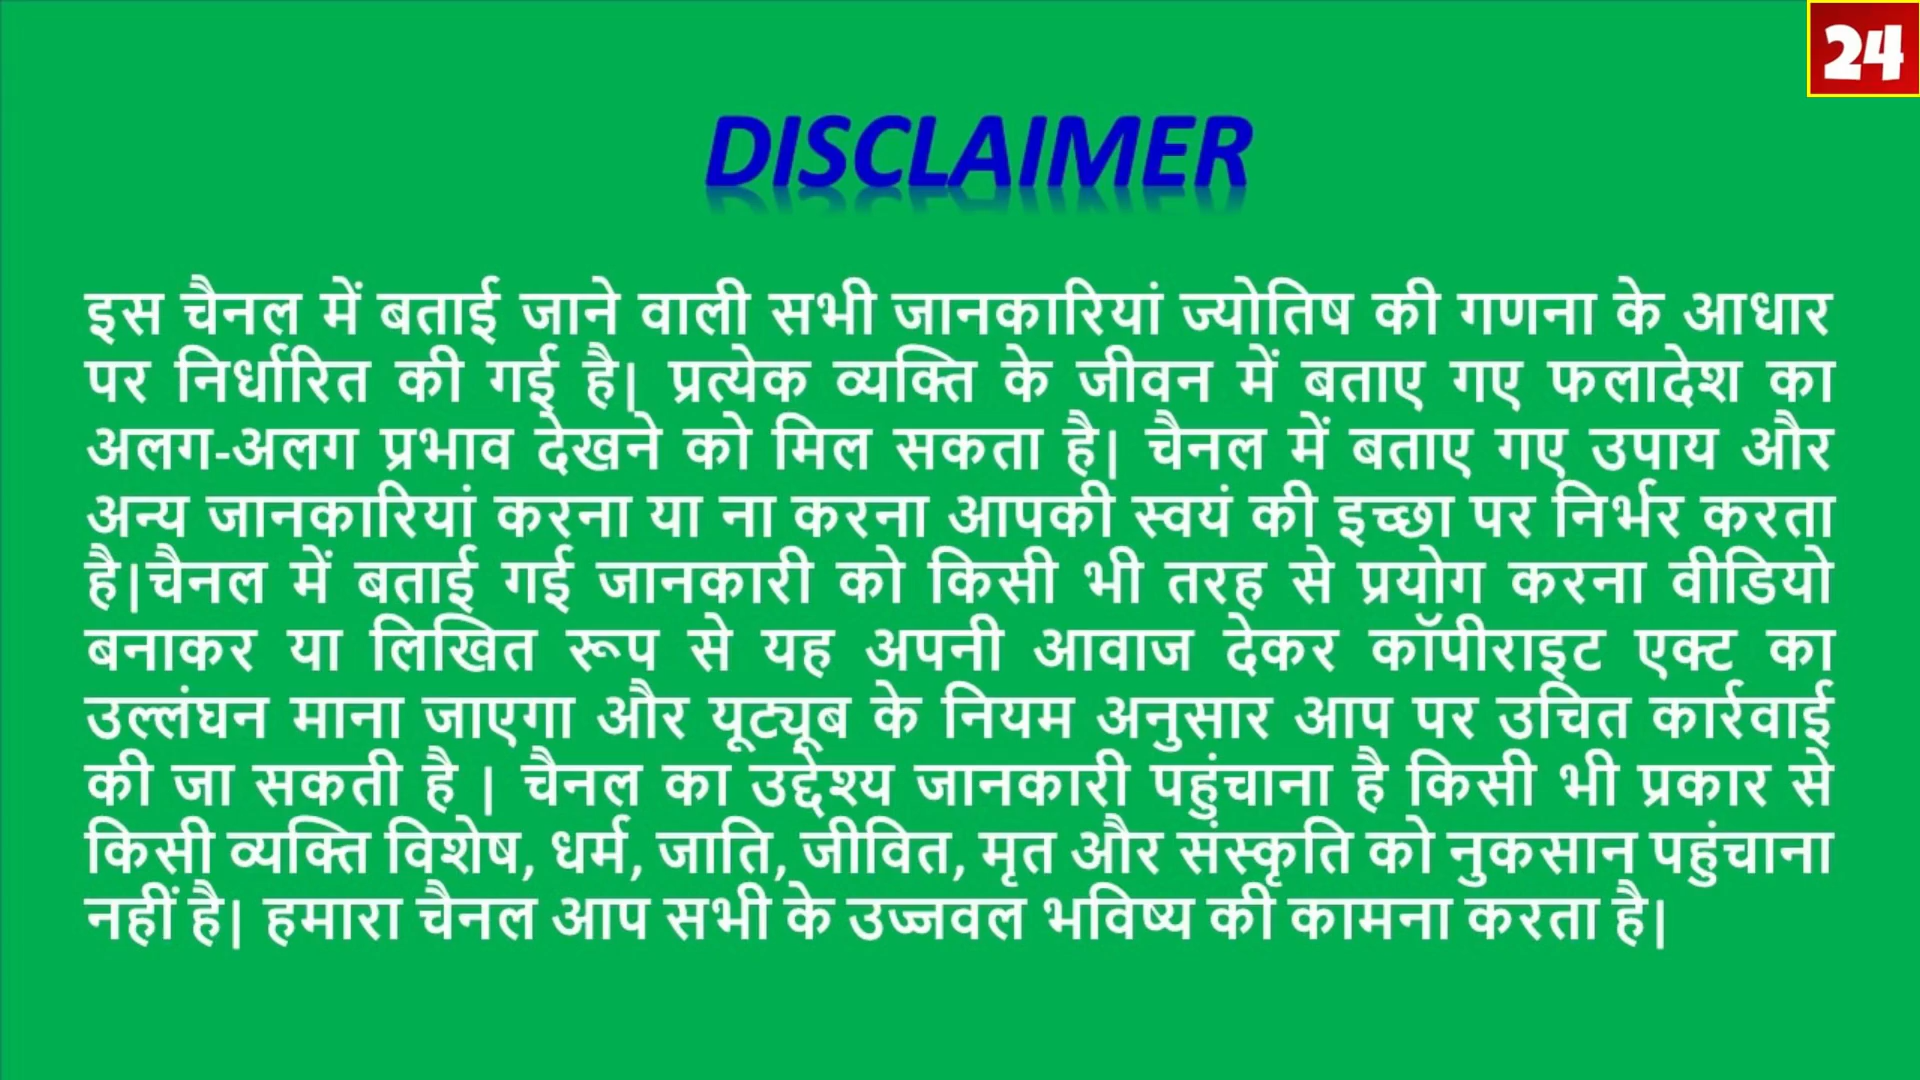 24
DISCLAIMER
इस चैनल में बताई जाने वाली सभी जानकारियां ज्योतिष की गणना के आधार
पर निर्धारित की गई है| प्रत्येक व्यक्ति के जीवन में बताए गए फलादेश का
अलग-अलग प्रभाव देखने को मिल सकता है| चैनल में बताए गए उपाय और
अन्य जानकारियां करना या ना करना आपकी स्वयं की इच्छा पर निर्भर करता
है|चैनल में बताई गई जानकारी को किसी भी तरह से प्रयोग करना वीडियो
बनाकर या लिखित रूप से यह अपनी आवाज देकर कॉपीराइट एक्ट का
उल्लंघन माना जाएगा और यूट्यूब के नियम अनुसार आप पर उचित कार्रवाई
की जा सकती है | चैनल का उद्देश्य जानकारी पहुंचाना है किसी भी प्रकार से
किसी व्यक्ति विशेष, धर्म, जाति, जीवित, मृत और संस्कृति को नुकसान पहुंचाना
नहीं है| हमारा चैनल आप सभी के उज्जवल भविष्य की कामना करता है|